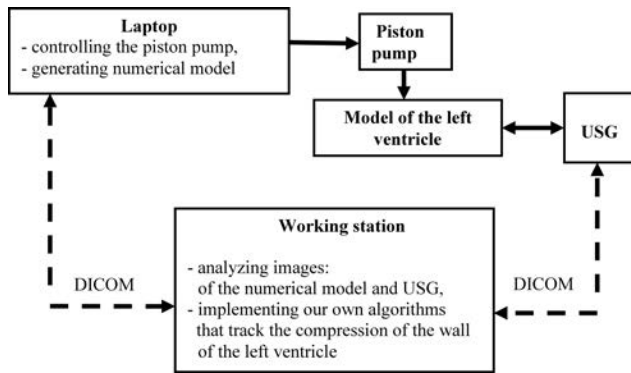 Laptop
- controlling the piston pump,
- generating numerical model
Piston
pump
Model of the left
ventricle
USG
Working station
- analyzing images:
of the numerical model and USG,
- implementing our own algorithms
that track the compression of the wall
of the left ventricle
DICOM
DICOM